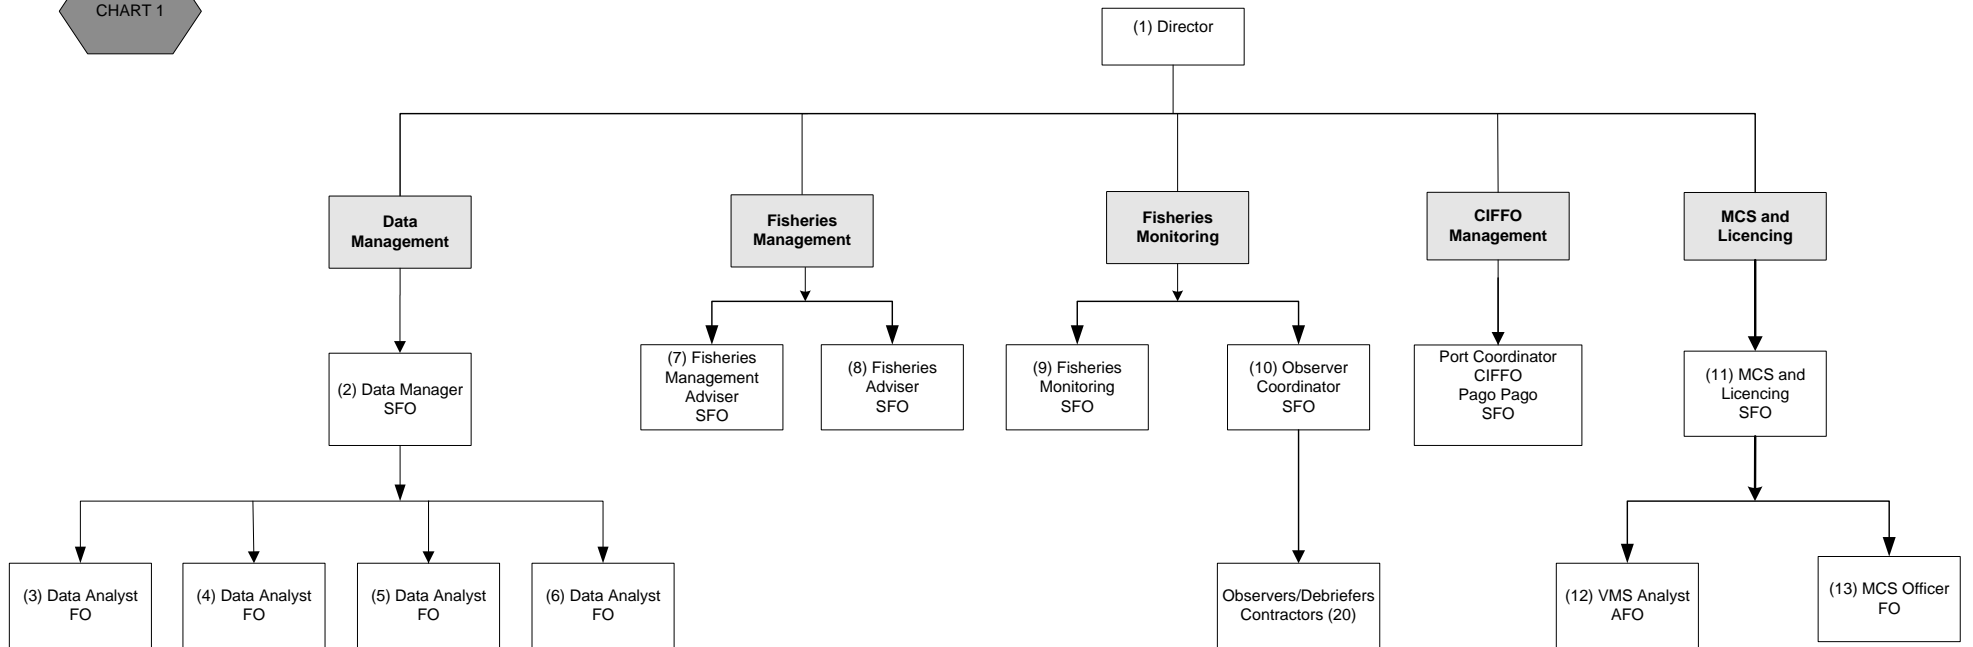 CHART 1
(1) Director
Data
Management
Fisheries
Management
Fisheries
Monitoring
CIFFO
Management
MCS and
Licencing
(2) Data Manager
SFO
(7) Fisheries
Management
Adviser
SFO
(8) Fisheries
Adviser
SFO
(9) Fisheries
Monitoring
SFO
(10) Observer
Coordinator
SFO
Port Coordinator
CIFFO
Pago Pago
SFO
(11) MCS and
Licencing
SFO
(3) Data Analyst
FO
(4) Data Analyst
FO
(5) Data Analyst
FO
(6) Data Analyst
FO
Observers/Debriefers
Contractors (20)
(12) VMS Analyst
AFO
(13) MCS Officer
FO